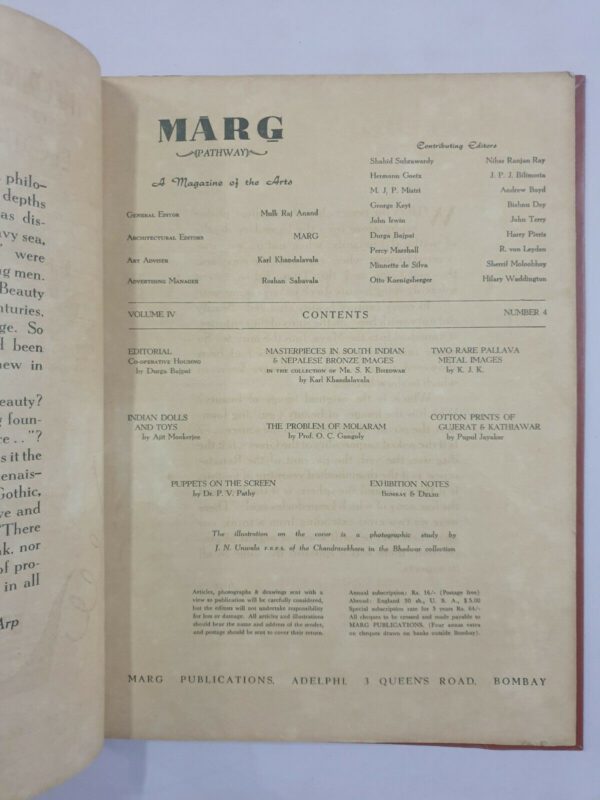 philo-
depths
as dis-
vy sea,
were
g men.
Beauty
nturies.
ge. So
been
new in
eauty?
foun-
ce . . "?
s it the
enais-
Gothic,
ve and
"There
nk, nor
of pro-
in all
Arp
MARG
(PATHWAY)
A Magazine of the Arts
General Editor Mulk Raj Anand
Architectural Editors MARG
Art Adviser Karl Khandalavala
Advertising Manager Roshan Sabavala
Contributing Editors
Shahid Suhrawardy Nihar Ranjan Ray
Hermann Goetz J. P. J. Bilimoria
M. J. P. Mistri Andrew Boyd
George Keyt Bishnu Dey
John Irwin John Terry
Durga Bajpai Harry Pieris
Percy Marshall R. von Leyden
Minnette de Silva Sherrif Moloobhoy
Otto Koenigsberger Hilary Waddington
VOLUME IV CONTENTS NUMBER 4
EDITORIAL
Co-operative Housing
by Durga Bajpai
MASTERPIECES IN SOUTH INDIAN
& NEPALESE BRONZE IMAGES
in the collection of Mr. S. K. Bhedwar
by Karl Khandalavala
TWO RARE PALLAVA
METAL IMAGES
by K. J. K.
INDIAN DOLLS
AND TOYS
by Ajit Mookerjee
THE PROBLEM OF MOLARAM
by Prof. O. C. Gangoly
COTTON PRINTS OF
GUJERAT & KATHIAWAR
by Pupul Jayakar
PUPPETS ON THE SCREEN
by Dr. P. V. Pathy
EXHIBITION NOTES
Bombay & Delhi
The illustration on the cover is a photographic study by
J. N. Unwala F.R.P.S. of the Chandrasekhara in the Bhedwar collection
Articles, photographs & drawings sent with a
view to publication will be carefully considered,
but the editors will not undertake responsibility
for loss or damage. All articles and illustrations
should bear the name and address of the sender,
and postage should be sent to cover their return.
Annual subscription: Rs. 16/- (Postage free)
Abroad: England 30 sh., U. S. A., $ 5.00
Special subscription rate for 5 years Rs. 64/-
All cheques to be crossed and made payable to
MARG PUBLICATIONS, (Four annas extra
on cheques drawn on banks outside Bombay).
MARG PUBLICATIONS, ADELPHI, 3 QUEEN'S ROAD, BOMBAY